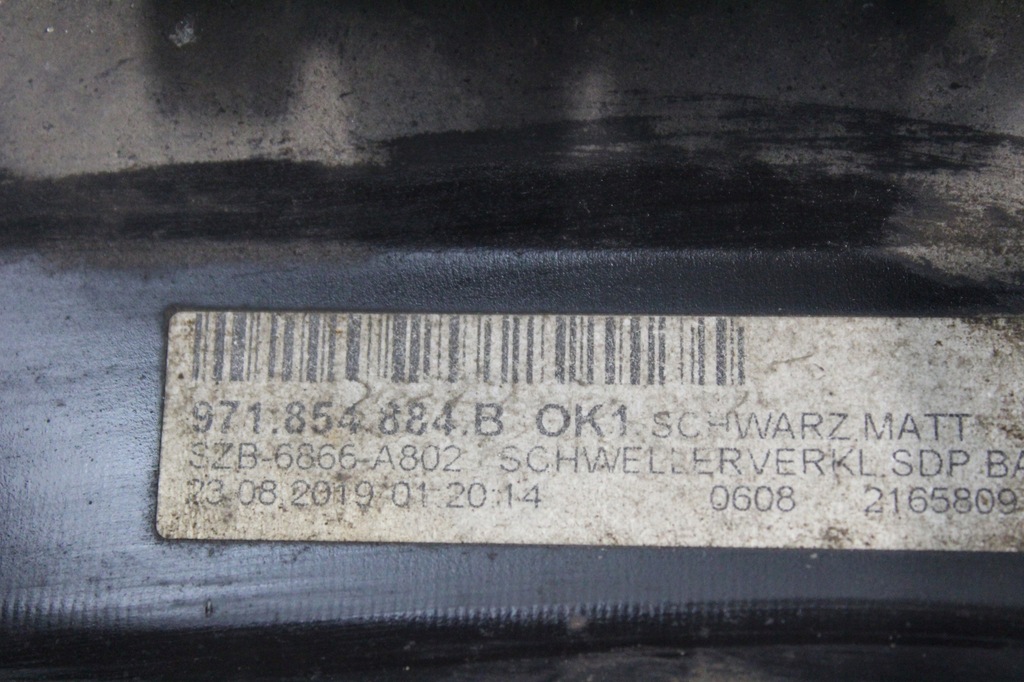 971.854.884.B OK1 SCHWARZ.MATT
SZB-6866-A802 SCHWELLERVERKL.SDP.BA
23.08.2019 01:20:14 0608 2165809